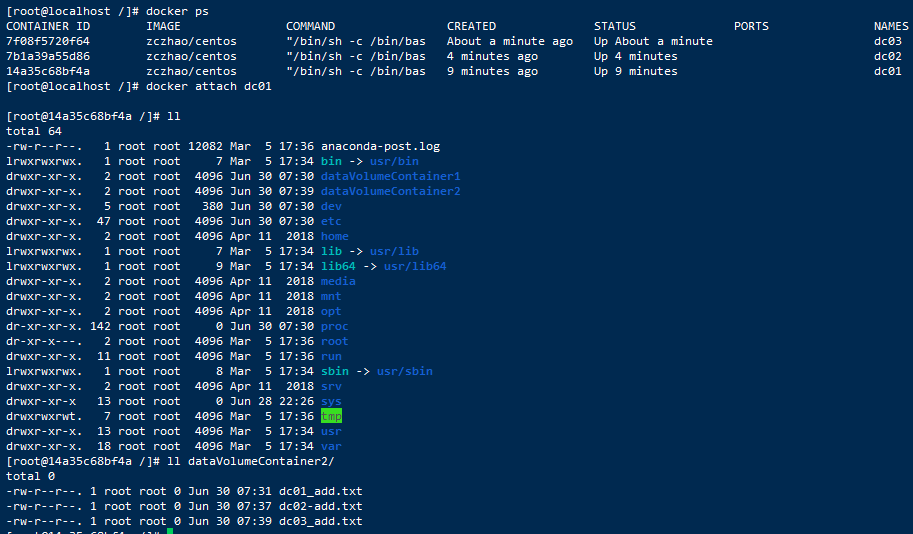 [root@localhost /]# docker ps
CONTAINER ID        IMAGE               COMMAND                CREATED              STATUS              PORTS               NAMES
7f08f5720f64        zczhao/centos       "/bin/sh -c /bin/bas   About a minute ago   Up About a minute                       dc03
7b1a39a55d86        zczhao/centos       "/bin/sh -c /bin/bas   4 minutes ago        Up 4 minutes                            dc02
14a35c68bf4a        zczhao/centos       "/bin/sh -c /bin/bas   9 minutes ago        Up 9 minutes                            dc01
[root@localhost /]# docker attach dc01
[root@14a35c68bf4a /]# ll
total 64
-rw-r--r--.   1 root root 12082 Mar  5 17:36 anaconda-post.log
lrwxrwxrwx.   1 root root     7 Mar  5 17:34 bin -> usr/bin
drwxr-xr-x.   2 root root  4096 Jun 30 07:30 dataVolumeContainer1
drwxr-xr-x.   2 root root  4096 Jun 30 07:39 dataVolumeContainer2
drwxr-xr-x.   5 root root   380 Jun 30 07:30 dev
drwxr-xr-x.  47 root root  4096 Jun 30 07:30 etc
drwxr-xr-x.   2 root root  4096 Apr 11  2018 home
lrwxrwxrwx.   1 root root     7 Mar  5 17:34 lib -> usr/lib
lrwxrwxrwx.   1 root root     9 Mar  5 17:34 lib64 -> usr/lib64
drwxr-xr-x.   2 root root  4096 Apr 11  2018 media
drwxr-xr-x.   2 root root  4096 Apr 11  2018 mnt
drwxr-xr-x.   2 root root  4096 Apr 11  2018 opt
dr-xr-xr-x. 142 root root     0 Jun 30 07:30 proc
dr-xr-x---.   2 root root  4096 Mar  5 17:36 root
drwxr-xr-x.  11 root root  4096 Mar  5 17:36 run
lrwxrwxrwx.   1 root root     8 Mar  5 17:34 sbin -> usr/sbin
drwxr-xr-x.   2 root root  4096 Apr 11  2018 srv
drwxr-xr-x   13 root root     0 Jun 28 22:26 sys
drwxrwxrwt.   7 root root  4096 Mar  5 17:36 tmp
drwxr-xr-x.  13 root root  4096 Mar  5 17:34 usr
drwxr-xr-x.  18 root root  4096 Mar  5 17:34 var
[root@14a35c68bf4a /]# ll dataVolumeContainer2/
total 0
-rw-r--r--. 1 root root 0 Jun 30 07:31 dc01_add.txt
-rw-r--r--. 1 root root 0 Jun 30 07:37 dc02-add.txt
-rw-r--r--. 1 root root 0 Jun 30 07:39 dc03_add.txt